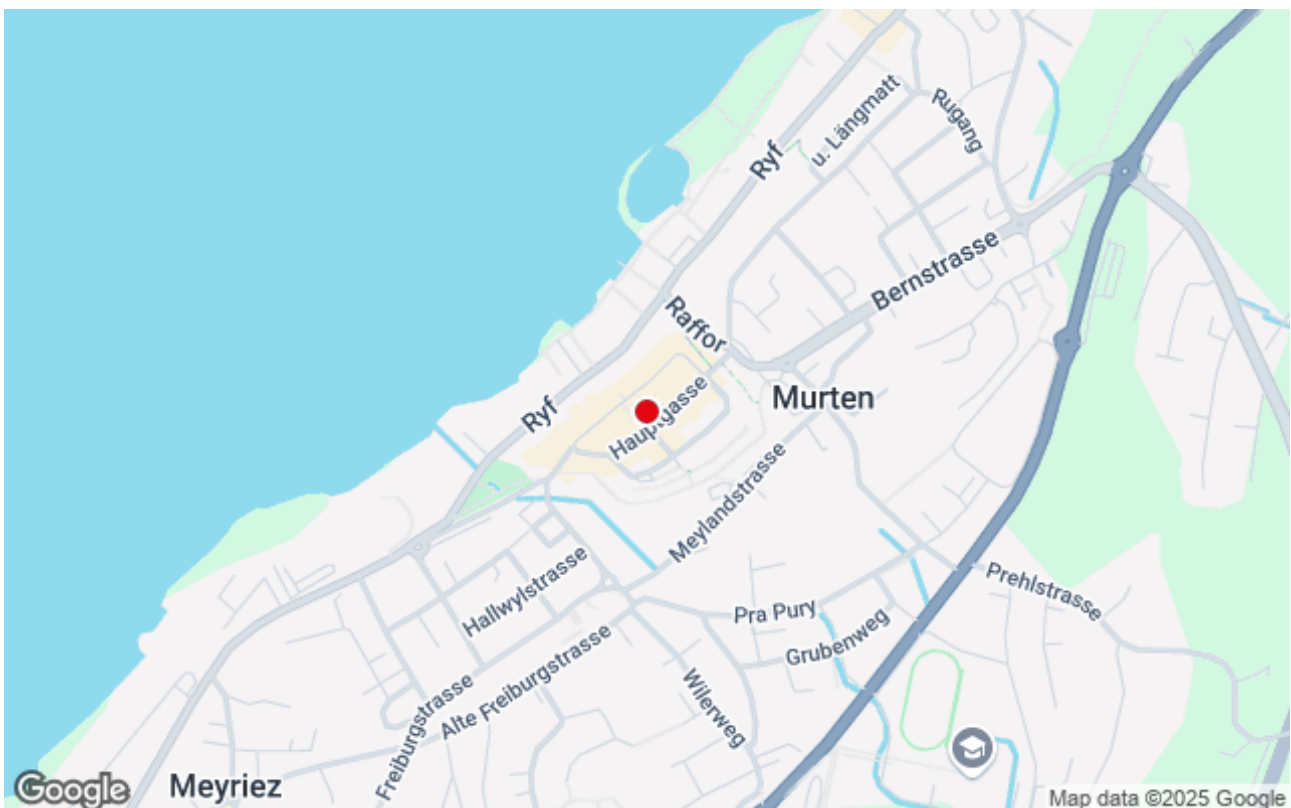 Rugang
u. Längmatt
Ryf
Bernstrasse
Raffor
Murten
Hauptgasse
Ryf
Meylandstrasse
Prehlstrasse
Hallwylstrasse
Pra Pury
Grubenweg
Alte Freiburgstrasse
Wilerweg
Freiburgstrasse
Meyriez
Google
Map data ©2025 Google